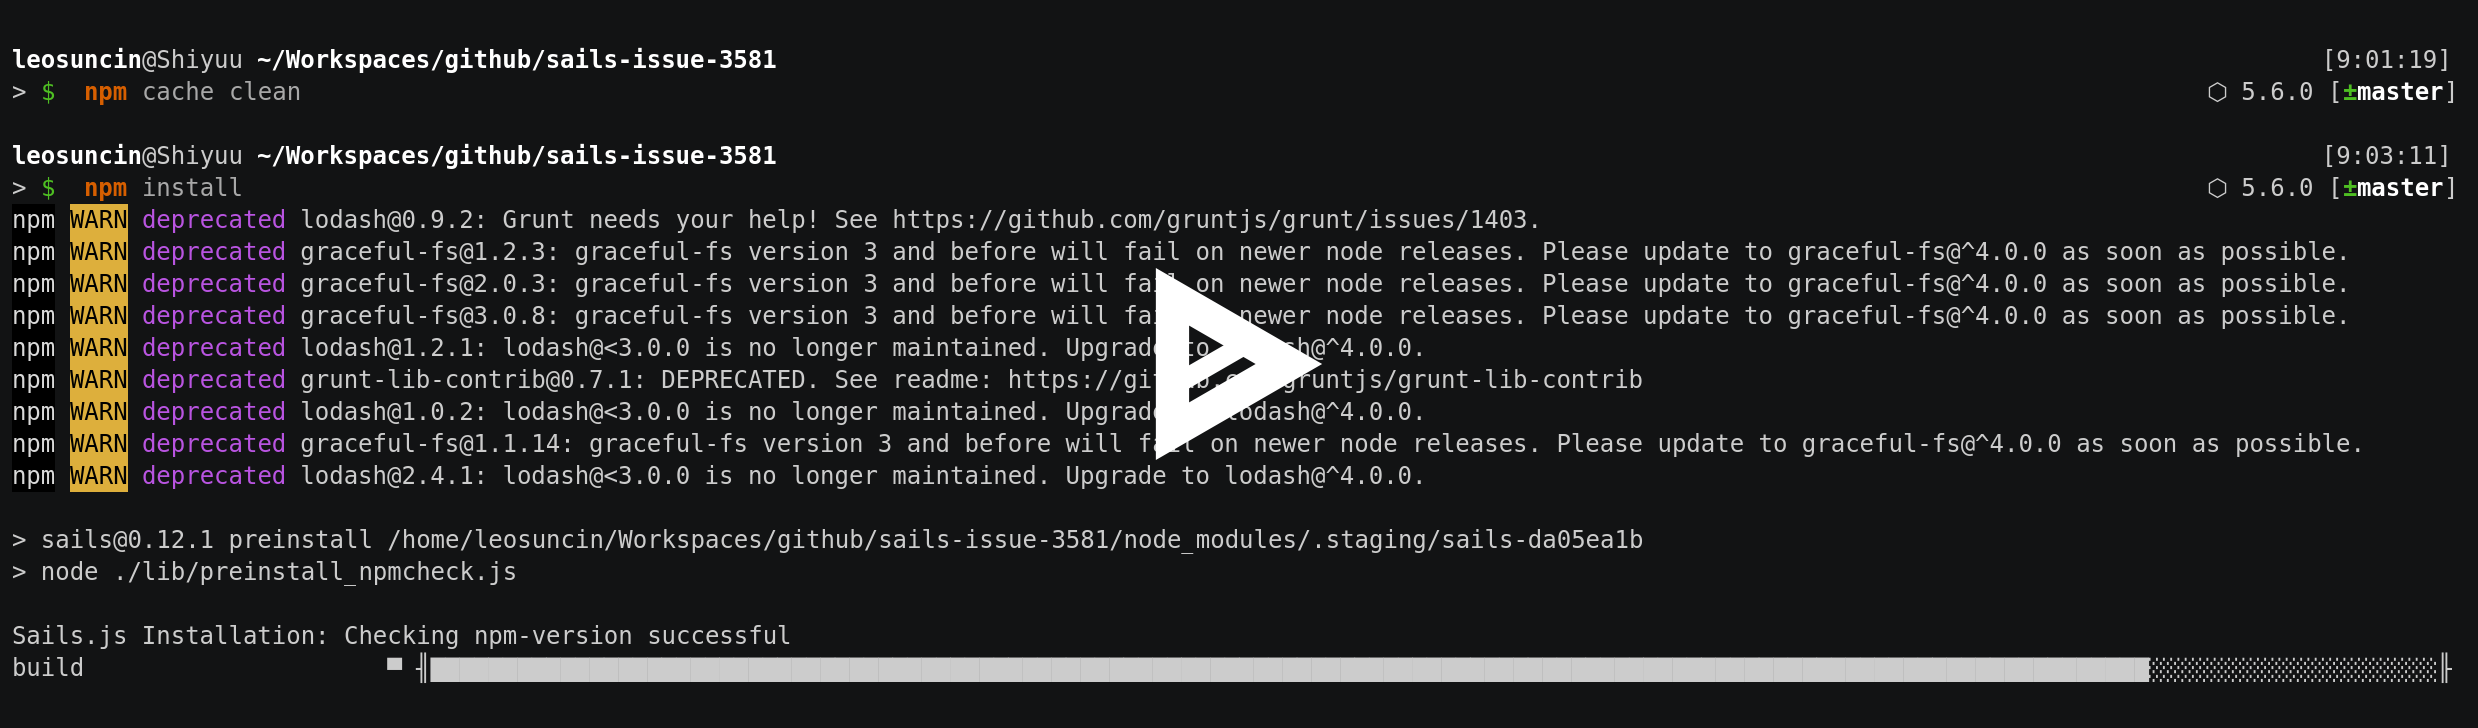 leosuncin@Shiyuu ~/Workspaces/github/sails-issue-3581 [9:01:19]
> $  npm cache clean ⬡ 5.6.0 [±master]
leosuncin@Shiyuu ~/Workspaces/github/sails-issue-3581 [9:03:11]
> $  npm install ⬡ 5.6.0 [±master]
npm WARN deprecated lodash@0.9.2: Grunt needs your help! See https://github.com/gruntjs/grunt/issues/1403.
npm WARN deprecated graceful-fs@1.2.3: graceful-fs version 3 and before will fail on newer node releases. Please update to graceful-fs@^4.0.0 as soon as possible.
npm WARN deprecated graceful-fs@2.0.3: graceful-fs version 3 and before will fail on newer node releases. Please update to graceful-fs@^4.0.0 as soon as possible.
npm WARN deprecated graceful-fs@3.0.8: graceful-fs version 3 and before will fail on newer node releases. Please update to graceful-fs@^4.0.0 as soon as possible.
npm WARN deprecated lodash@1.2.1: lodash@<3.0.0 is no longer maintained. Upgrade to lodash@^4.0.0.
npm WARN deprecated grunt-lib-contrib@0.7.1: DEPRECATED. See readme: https://github.com/gruntjs/grunt-lib-contrib
npm WARN deprecated lodash@1.0.2: lodash@<3.0.0 is no longer maintained. Upgrade to lodash@^4.0.0.
npm WARN deprecated graceful-fs@1.1.14: graceful-fs version 3 and before will fail on newer node releases. Please update to graceful-fs@^4.0.0 as soon as possible.
npm WARN deprecated lodash@2.4.1: lodash@<3.0.0 is no longer maintained. Upgrade to lodash@^4.0.0.
> sails@0.12.1 preinstall /home/leosuncin/Workspaces/github/sails-issue-3581/node_modules/.staging/sails-da05ea1b
> node ./lib/preinstall_npmcheck.js
Sails.js Installation: Checking npm-version successful
build